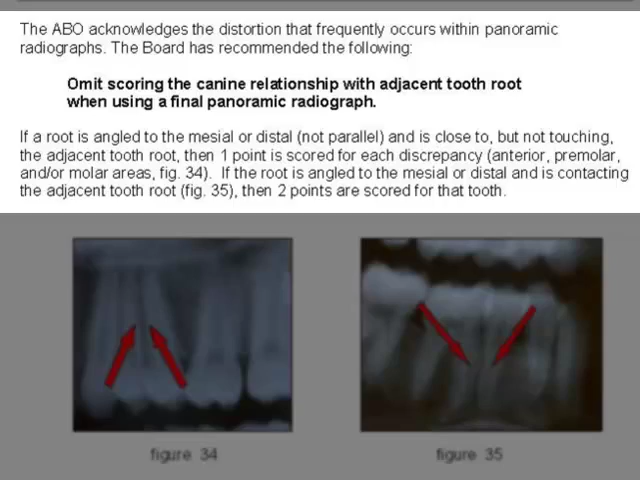 The ABO acknowledges the distortion that frequently occurs within panoramic
radiographs. The Board has recommended the following:
Omit scoring the canine relationship with adjacent tooth root
when using a final panoramic radiograph.
If a root is angled to the mesial or distal (not parallel) and is close to, but not touching,
the adjacent tooth root, then 1 point is scored for each discrepancy (anterior, premolar,
and/or molar areas, fig. 34). If the root is angled to the mesial or distal and is contacting
the adjacent tooth root (fig. 35), then 2 points are scored for that tooth.
figure 34
figure 35